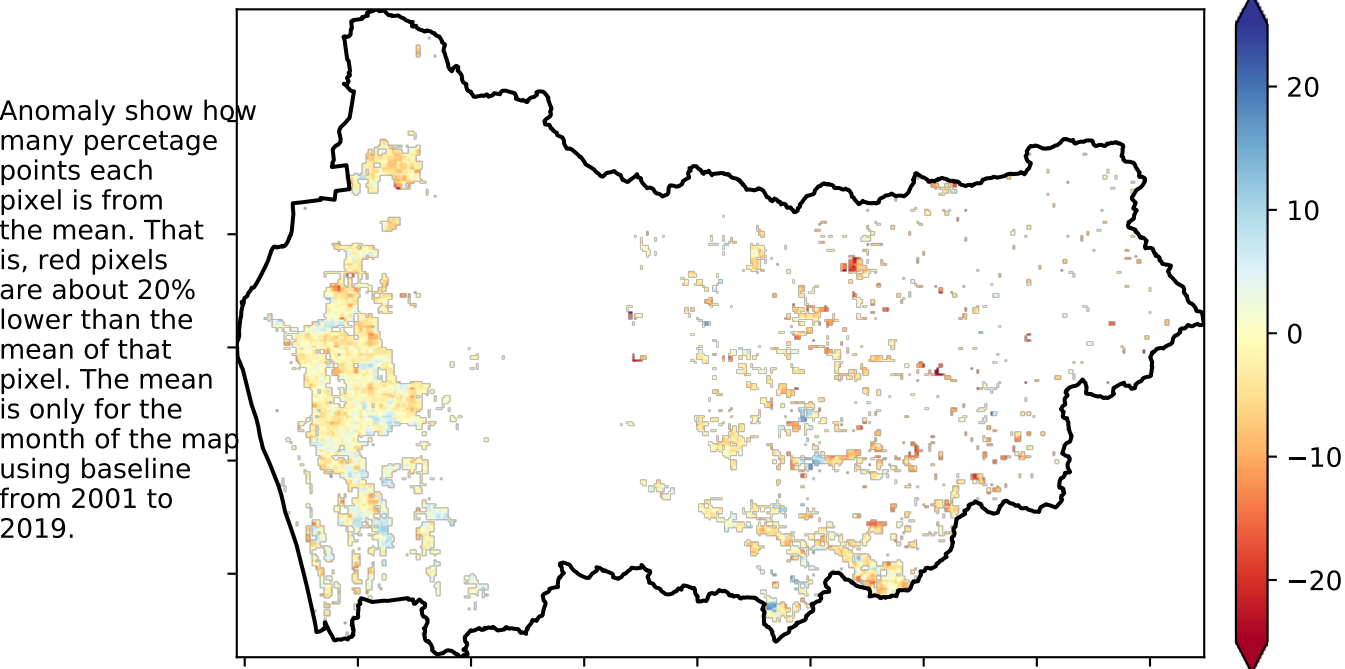 Anomaly show how
many percetage
points each
pixel is from
the mean. That
is, red pixels
are about 20%
lower than the
mean of that
pixel. The mean
is only for the
month of the map
using baseline
from 2001 to
2019.
20
10
0
−10
−20